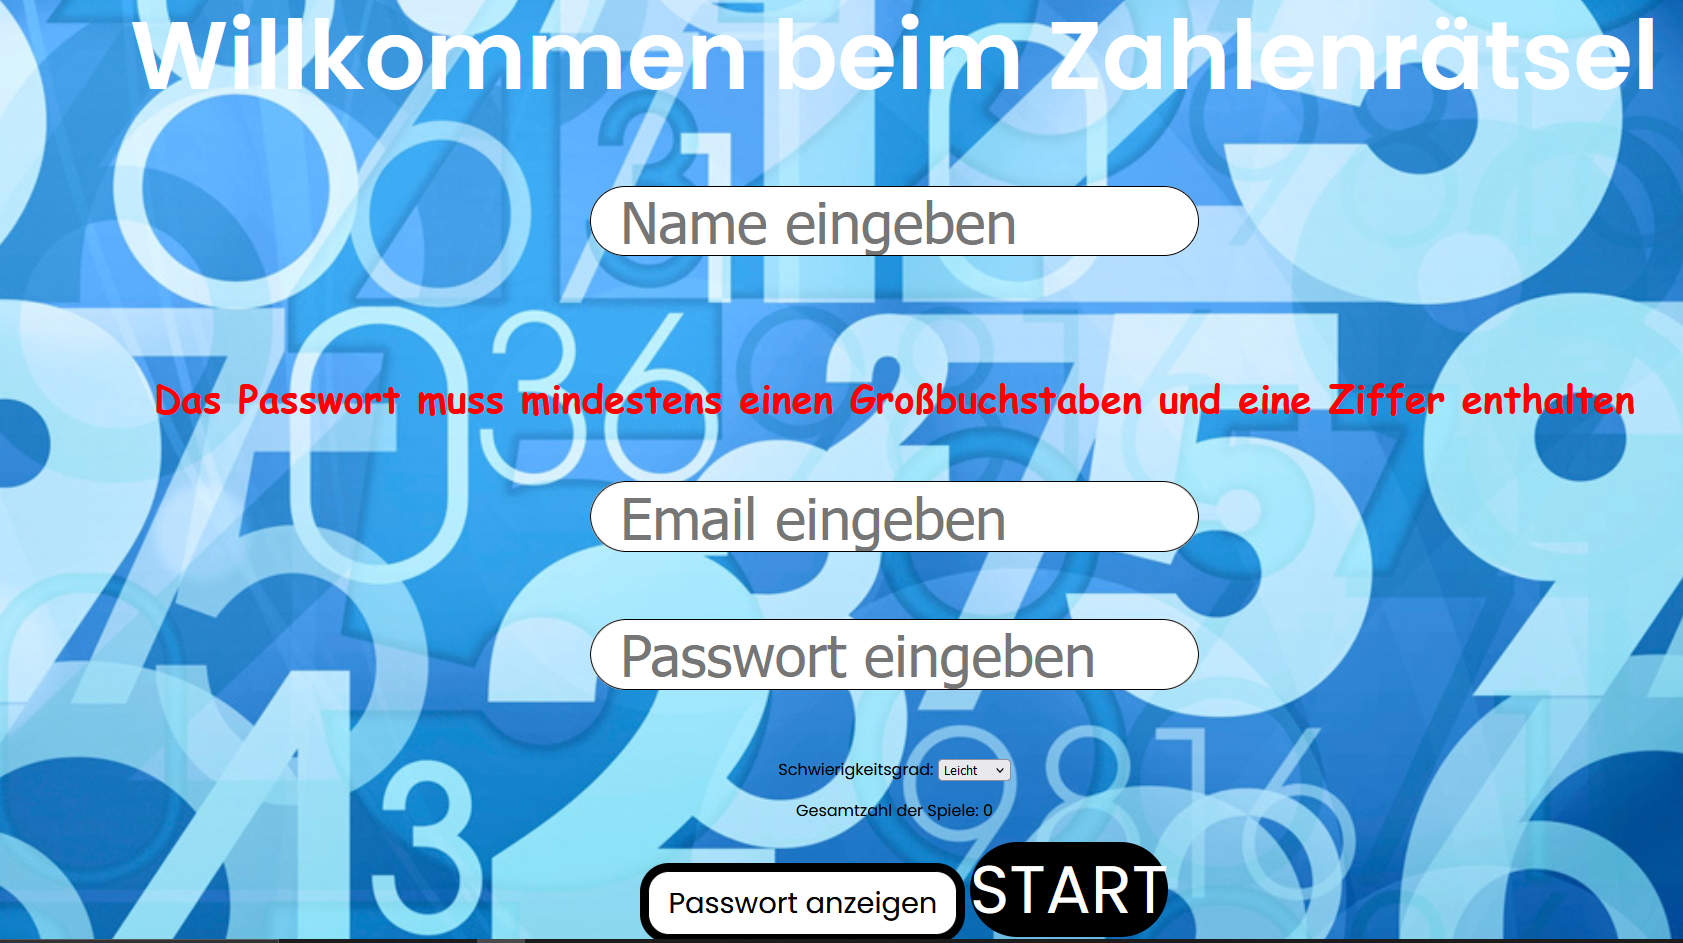 Willkommen beim Zahlenrätsel
Name eingeben
Das Passwort muss mindestens einen Großbuchstaben und eine Ziffer enthalten
Email eingeben
Passwort eingeben
Schwierigkeitsgrad: Leicht
Gesamtzahl der Spiele: 0
Passwort anzeigen START